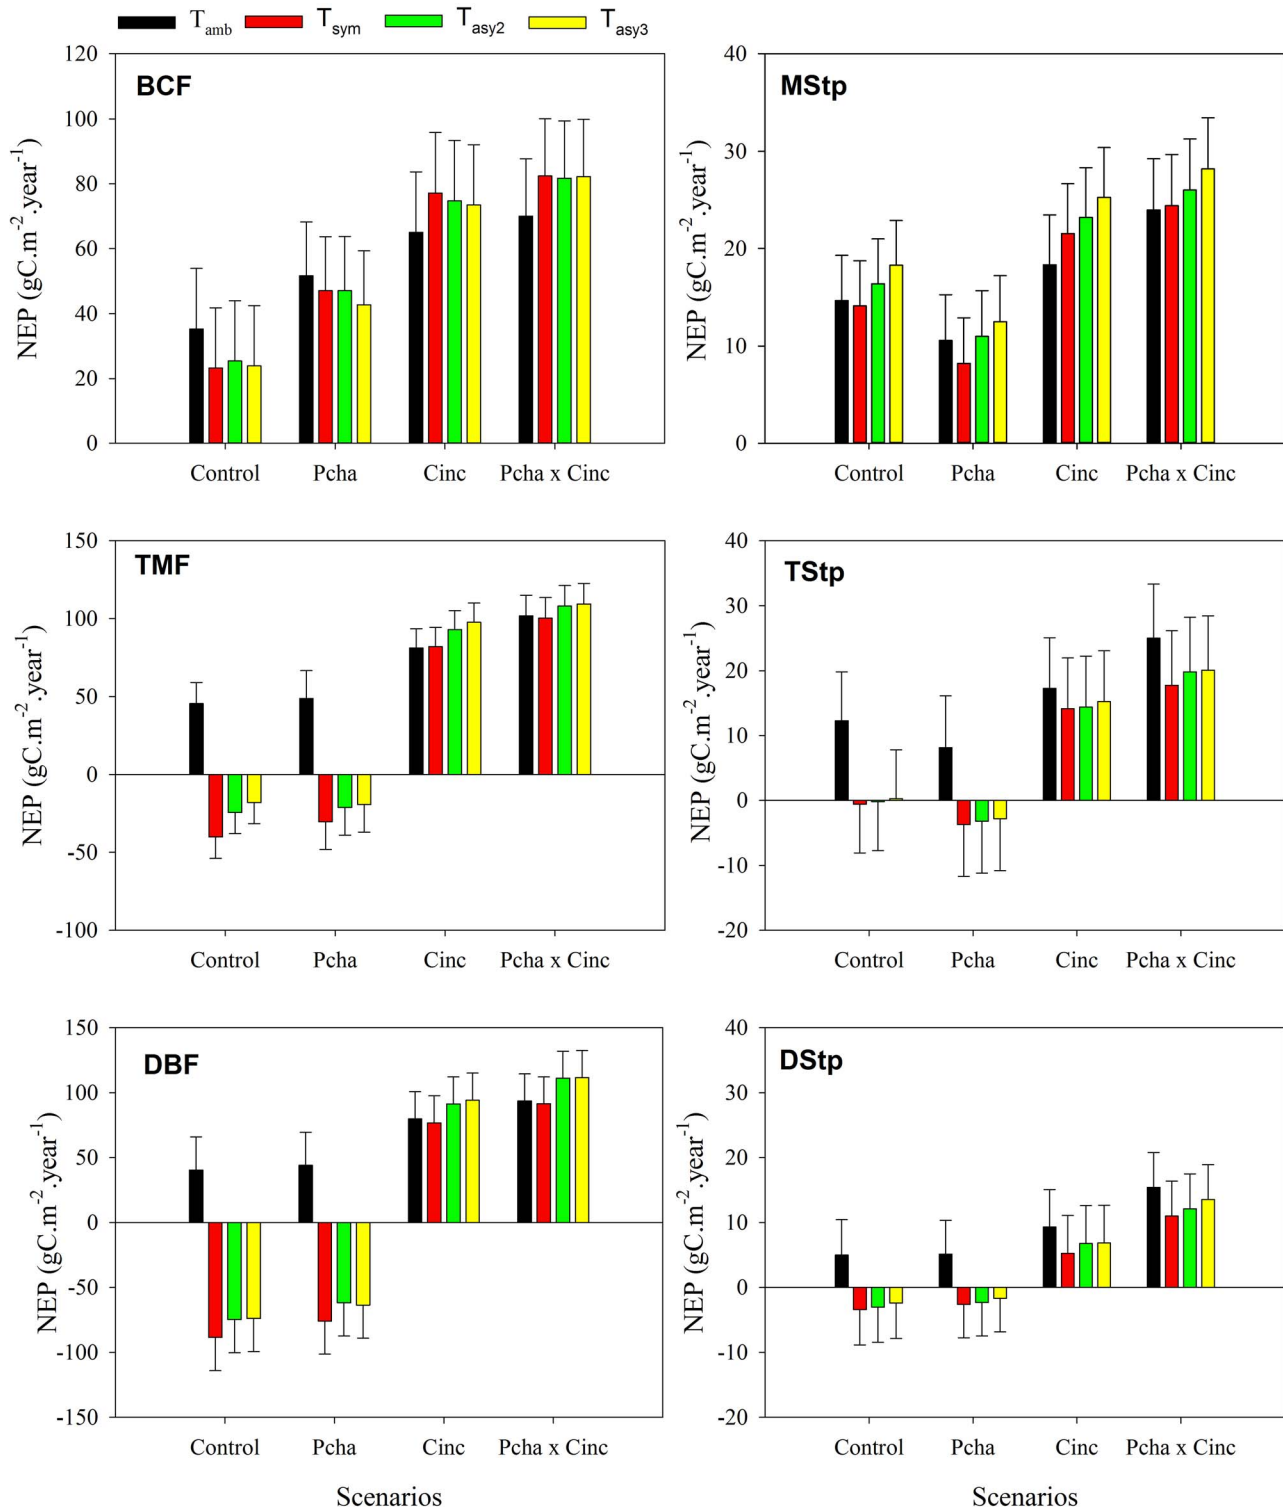 T_amb T_sym T_asy2 T_asy3
BCF
NEP (gC.m⁻².year⁻¹)
120
100
80
60
40
20
0
Control Pcha Cinc Pcha x Cinc
MStp
NEP (gC.m⁻².year⁻¹)
40
30
20
10
0
Control Pcha Cinc Pcha x Cinc
TMF
NEP (gC.m⁻².year⁻¹)
150
100
50
0
-50
-100
Control Pcha Cinc Pcha x Cinc
TStp
NEP (gC.m⁻².year⁻¹)
40
30
20
10
0
-10
-20
Control Pcha Cinc Pcha x Cinc
DBF
NEP (gC.m⁻².year⁻¹)
150
100
50
0
-50
-100
-150
Control Pcha Cinc Pcha x Cinc
Scenarios
DStp
NEP (gC.m⁻².year⁻¹)
40
30
20
10
0
-10
-20
Control Pcha Cinc Pcha x Cinc
Scenarios